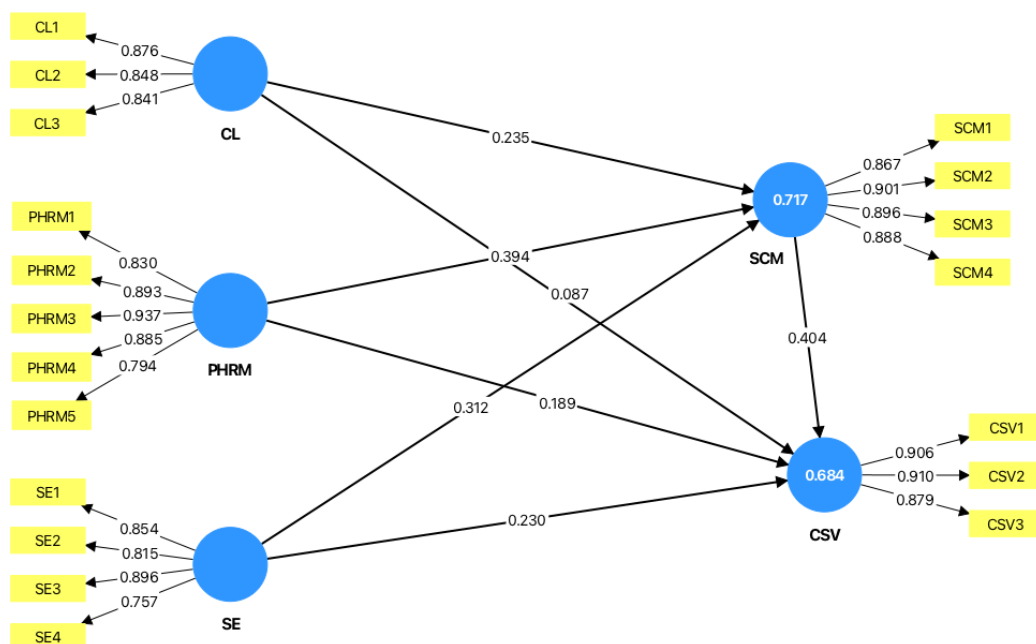 CL1
0.876
CL2
0.848
CL3
0.841
CL
0.235
SCM1
0.867
SCM2
0.901
SCM3
0.896
SCM4
0.888
0.717
SCM
PHRM1
0.830
PHRM2
0.893
PHRM3
0.937
PHRM4
0.885
PHRM5
0.794
PHRM
0.394
0.087
0.404
0.312
0.189
CSV1
0.906
CSV2
0.910
CSV3
0.879
0.684
CSV
SE1
0.854
SE2
0.815
SE3
0.896
SE4
0.757
SE
0.230